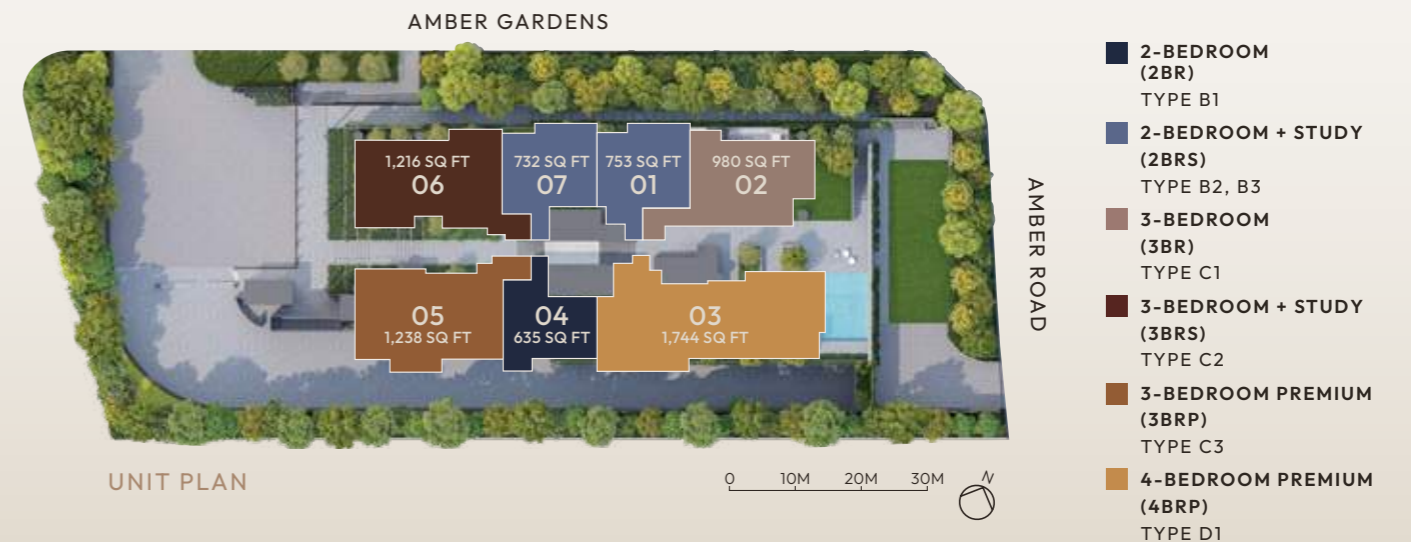 AMBER GARDENS
1,216 SQ FT
06
732 SQ FT
07
753 SQ FT
01
980 SQ FT
02
05
1,238 SQ FT
04
635 SQ FT
03
1,744 SQ FT
AMBER ROAD
UNIT PLAN
0 10M 20M 30M
N
2-BEDROOM
(2BR)
TYPE B1
2-BEDROOM + STUDY
(2BRS)
TYPE B2, B3
3-BEDROOM
(3BR)
TYPE C1
3-BEDROOM + STUDY
(3BRS)
TYPE C2
3-BEDROOM PREMIUM
(3BRP)
TYPE C3
4-BEDROOM PREMIUM
(4BRP)
TYPE D1